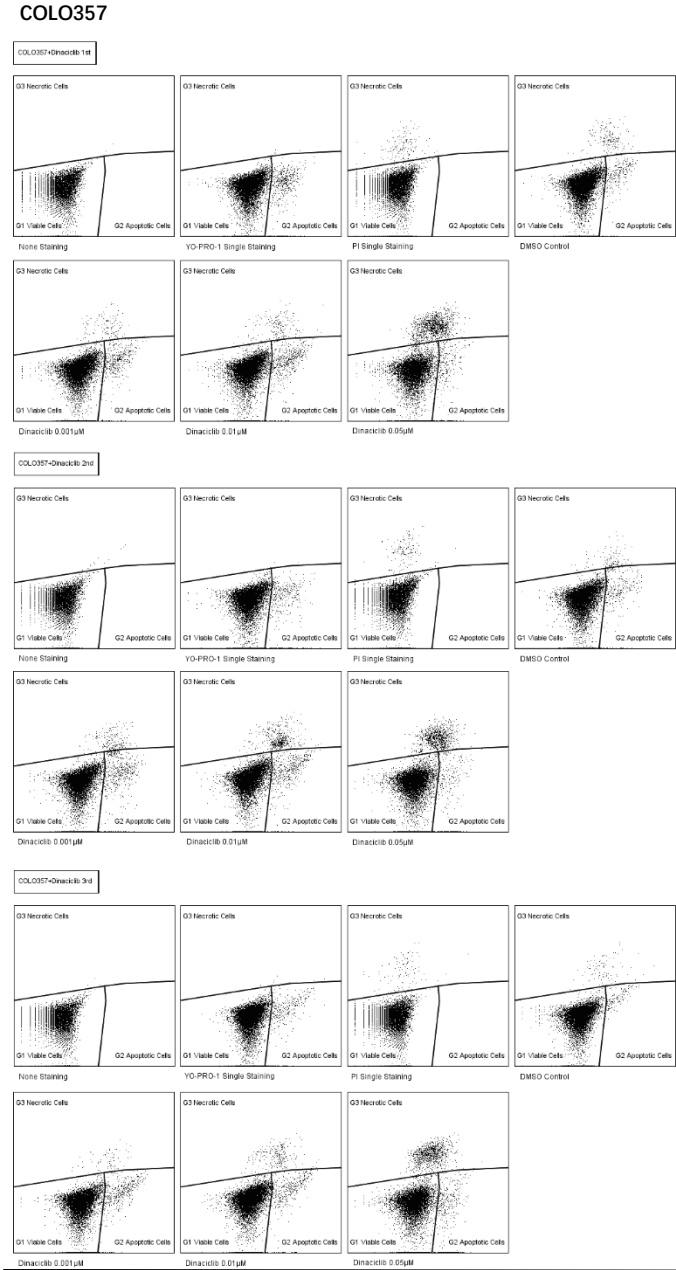 COLO357
COLO357+Dinaciclib 1st
G3 Necrotic Cells G3 Necrotic Cells G3 Necrotic Cells G3 Necrotic Cells
G1 Viable Cells G2 Apoptotic Cells G1 Viable Cells G2 Apoptotic Cells G1 Viable Cells G2 Apoptotic Cells G1 Viable Cells G2 Apoptotic Cells
None Staining YO-PRO-1 Single Staining PI Single Staining DMSO Control
G3 Necrotic Cells G3 Necrotic Cells G3 Necrotic Cells
G1 Viable Cells G2 Apoptotic Cells G1 Viable Cells G2 Apoptotic Cells G1 Viable Cells G2 Apoptotic Cells
Dinaciclib 0.001µM Dinaciclib 0.01µM Dinaciclib 0.05µM
COLO357+Dinaciclib 2nd
G3 Necrotic Cells G3 Necrotic Cells G3 Necrotic Cells G3 Necrotic Cells
G1 Viable Cells G2 Apoptotic Cells G1 Viable Cells G2 Apoptotic Cells G1 Viable Cells G2 Apoptotic Cells G1 Viable Cells G2 Apoptotic Cells
None Staining YO-PRO-1 Single Staining PI Single Staining DMSO Control
G3 Necrotic Cells G3 Necrotic Cells G3 Necrotic Cells
G1 Viable Cells G2 Apoptotic Cells G1 Viable Cells G2 Apoptotic Cells G1 Viable Cells G2 Apoptotic Cells
Dinaciclib 0.001µM Dinaciclib 0.01µM Dinaciclib 0.05µM
COLO357+Dinaciclib 3rd
G3 Necrotic Cells G3 Necrotic Cells G3 Necrotic Cells G3 Necrotic Cells
G1 Viable Cells G2 Apoptotic Cells G1 Viable Cells G2 Apoptotic Cells G1 Viable Cells G2 Apoptotic Cells G1 Viable Cells G2 Apoptotic Cells
None Staining YO-PRO-1 Single Staining PI Single Staining DMSO Control
G3 Necrotic Cells G3 Necrotic Cells G3 Necrotic Cells
G1 Viable Cells G2 Apoptotic Cells G1 Viable Cells G2 Apoptotic Cells G1 Viable Cells G2 Apoptotic Cells
Dinaciclib 0.001µM Dinaciclib 0.01µM Dinaciclib 0.05µM